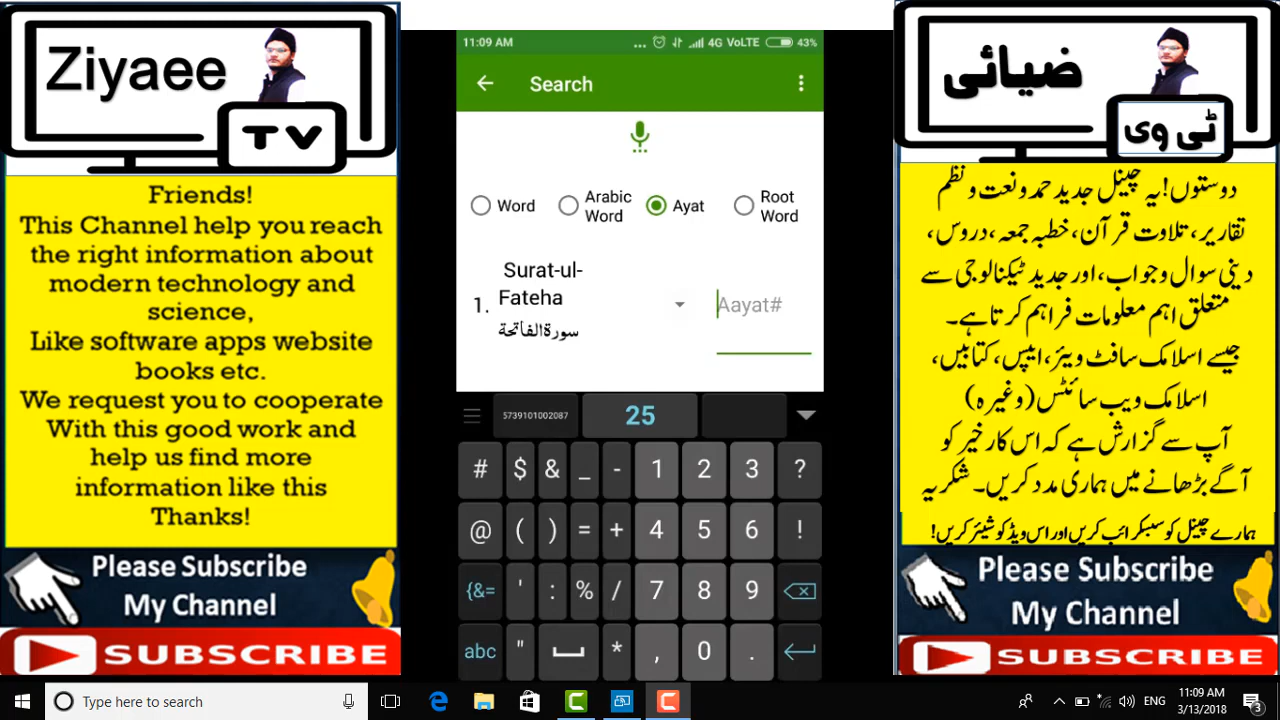 Ziyaee
TV
Friends!
This Channel help you reach
the right information about
modern technology and
science,
Like software apps website
books etc.
We request you to cooperate
With this good work and
help us find more
information like this
Thanks!
Please Subscribe
My Channel
SUBSCRIBE
11:09 AM
... 4G VoLTE 43%
Search
Word
Arabic
Word
Ayat
Root
Word
Surat-ul-
1. Fateha
سورة الفاتحة
Aayat#
5739101002087 25
# $ & _ - 1 2 3 ?
@ ( ) = + 4 5 6 !
{&= ' : % / 7 8 9
abc " * , 0 .
ضیائی
ٹی وی
دوستوں! یہ چینل جدید حمد و نعت و نظم
تقاریر، تلاوت قرآن، خطبہ جمعہ، دروس،
دینی سوال و جواب، اور جدید ٹیکنالوجی سے
متعلق اہم معلومات فراہم کرتا ہے۔
جیسے اسلامک سافٹ ویئر، ایپس، کتابیں،
اسلامک ویب سائٹس (وغیرہ)
آپ سے گزارش ہے کہ اس کار خیر کو
آگے بڑھانے میں ہماری مدد کریں۔ شکریہ
ہمارے چینل کو سبسکرائب کریں اور اس ویڈیو کو شیئر کریں!
Please Subscribe
My Channel
SUBSCRIBE
Type here to search
ENG
11:09 AM
3/13/2018
3